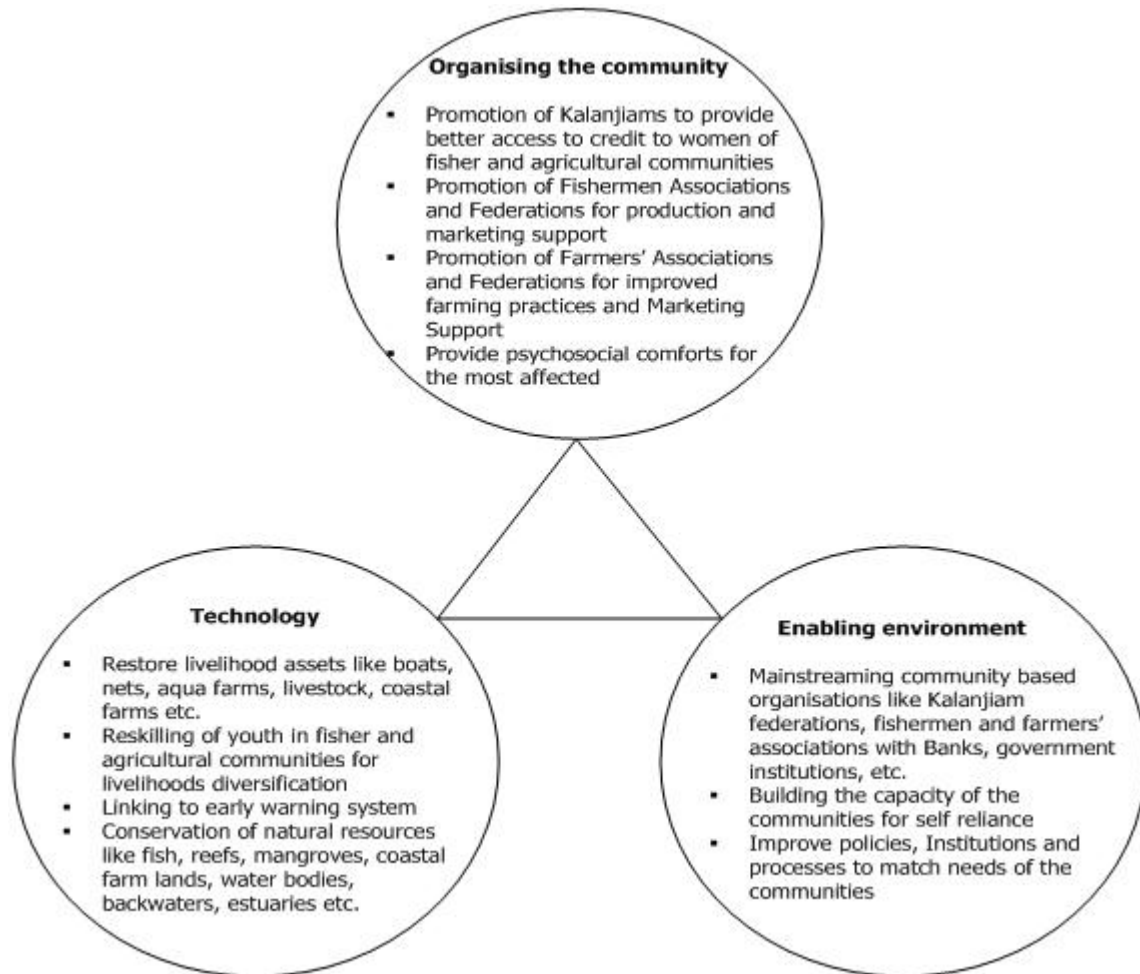 Organising the community
▪ Promotion of Kalanjiams to provide
better access to credit to women of
fisher and agricultural communities
▪ Promotion of Fishermen Associations
and Federations for production and
marketing support
▪ Promotion of Farmers' Associations
and Federations for improved
farming practices and Marketing
Support
▪ Provide psychosocial comforts for
the most affected
Technology
▪ Restore livelihood assets like boats,
nets, aqua farms, livestock, coastal
farms etc.
▪ Reskilling of youth in fisher and
agricultural communities for
livelihoods diversification
▪ Linking to early warning system
▪ Conservation of natural resources
like fish, reefs, mangroves, coastal
farm lands, water bodies,
backwaters, estuaries etc.
Enabling environment
▪ Mainstreaming community based
organisations like Kalanjiam
federations, fishermen and farmers'
associations with Banks, government
institutions, etc.
▪ Building the capacity of the
communities for self reliance
▪ Improve policies, Institutions and
processes to match needs of the
communities